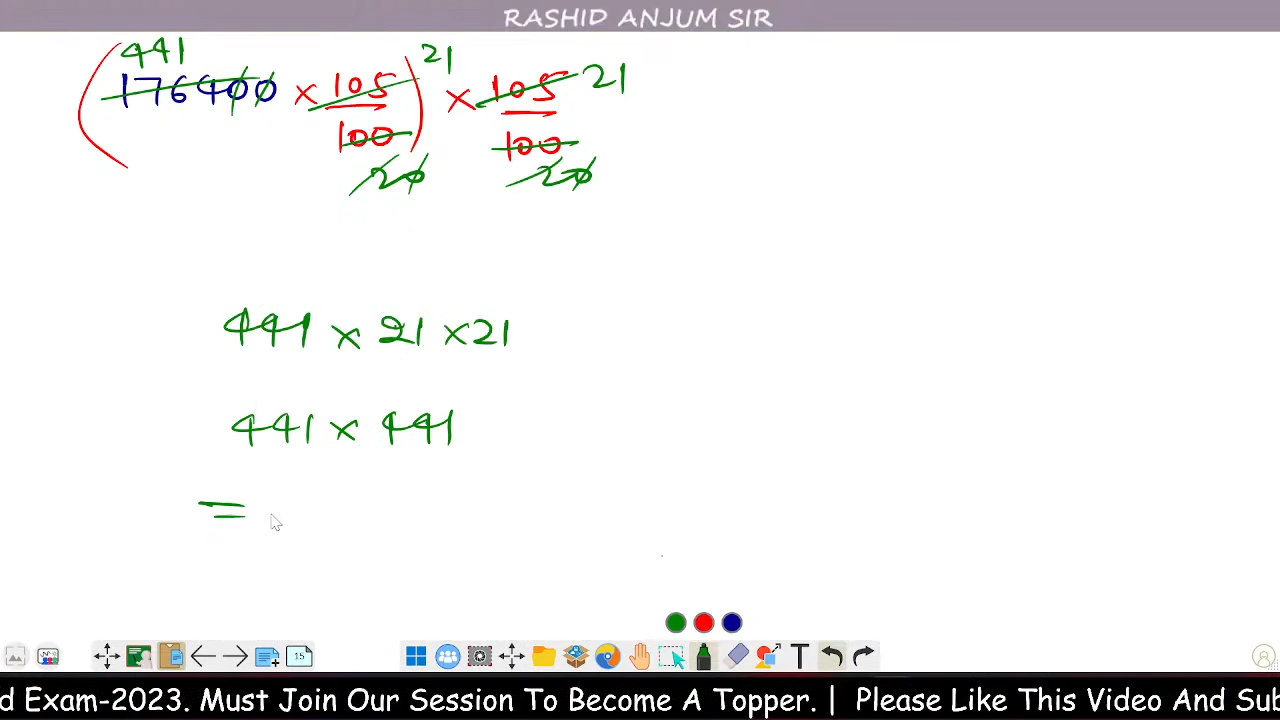 RASHID ANJUM SIR
441 21
( 176400 × 105 ) × 105 21
100 100
20 20
441 × 21 × 21
441 × 441
=
15
T
d Exam-2023. Must Join Our Session To Become A Topper. | Please Like This Video And Sub